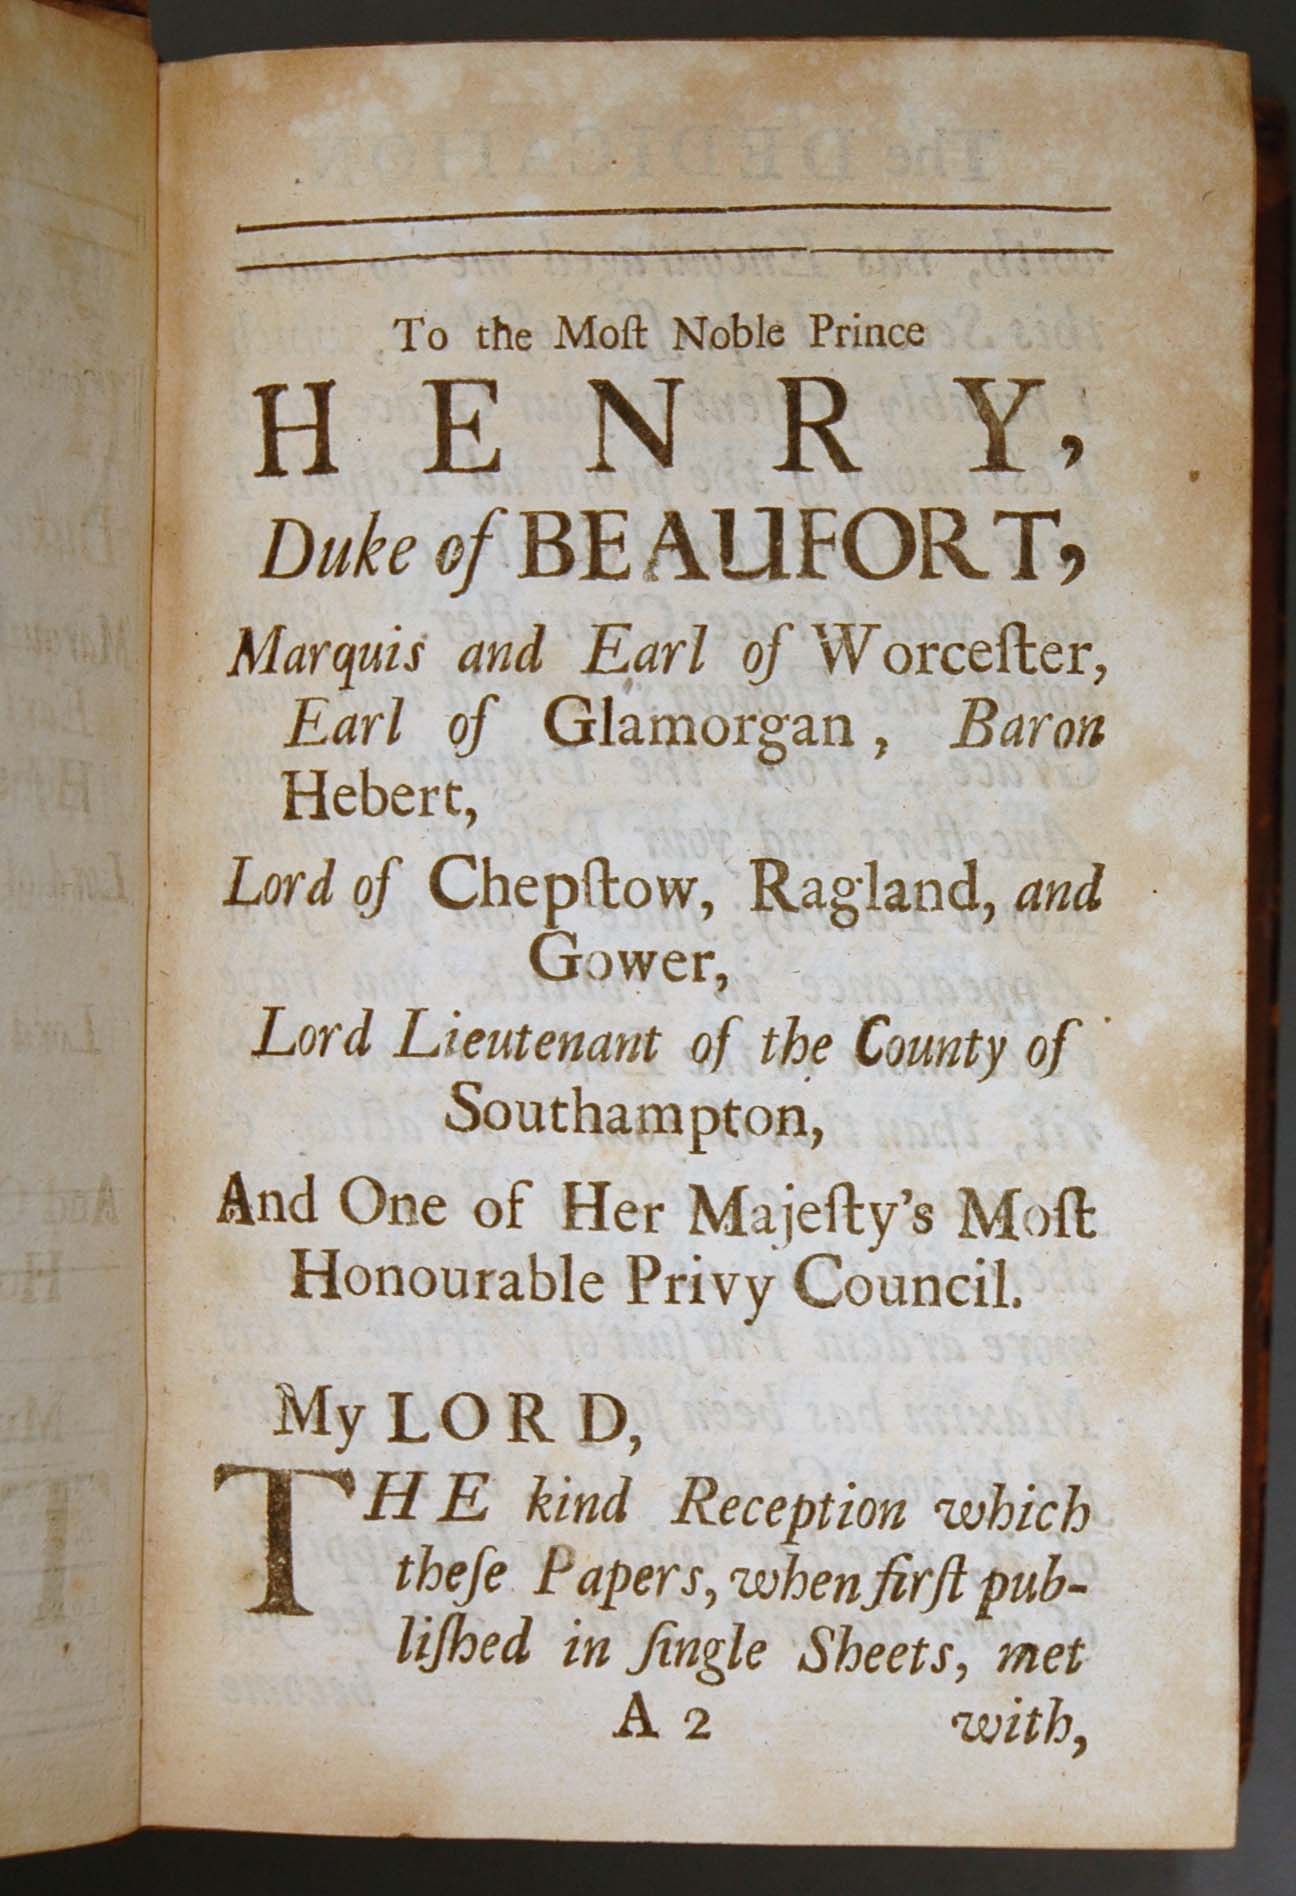 To the Moſt Noble Prince
HENRY,
Duke of BEAUFORT,
Marquis and Earl of Worceſter,
Earl of Glamorgan, Baron
Hebert,
Lord of Chepſtow, Ragland, and
Gower,
Lord Lieutenant of the County of
Southampton,
And One of Her Majeſty's Moſt
Honourable Privy Council.
My LORD,
THE kind Reception which
theſe Papers, when firſt pub-
liſhed in ſingle Sheets, met
A 2 with,